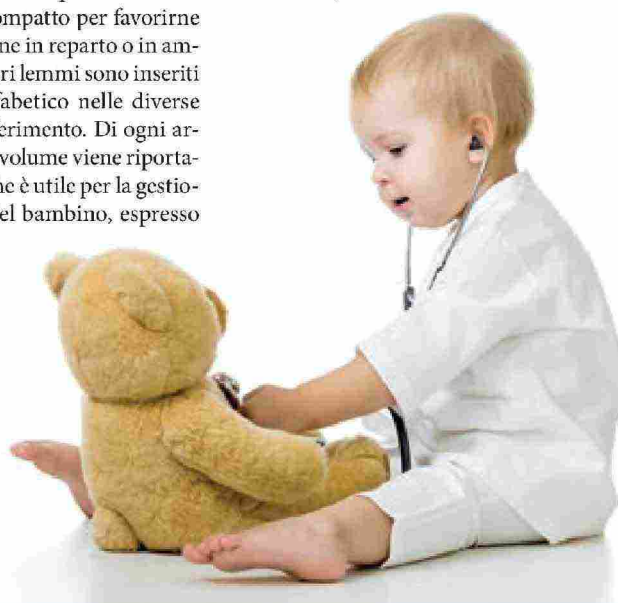 ompatto per favorirne
ne in reparto o in am-
ri lemmi sono inseriti
fabetico nelle diverse
erimento. Di ogni ar-
volume viene riporta-
he è utile per la gestio-
el bambino, espresso